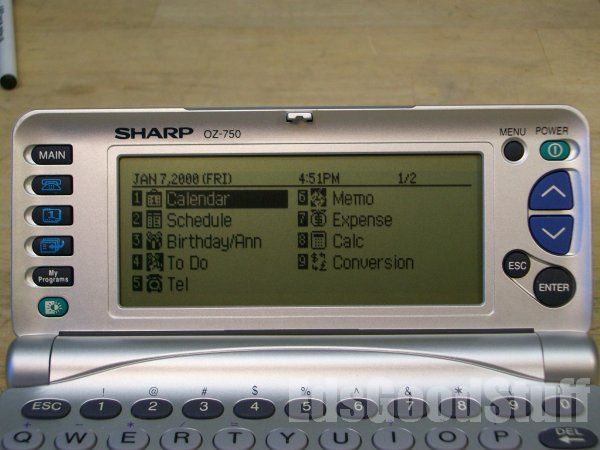 SHARP OZ-750
MENU POWER
MAIN
JAN 7,2000(FRI) 4:51PM 1/2
1 Calendar 6 Memo
2 Schedule 7 Expense
3 Birthday/Ann 8 Calc
4 To Do 9 Conversion
5 Tel
My
Programs
ESC
ENTER
EdsGoodStuff
! @ # $ % ^ & * ( )
ESC 1 2 3 4 5 6 7 8 9 0
Q W E R T Y U I O P DEL